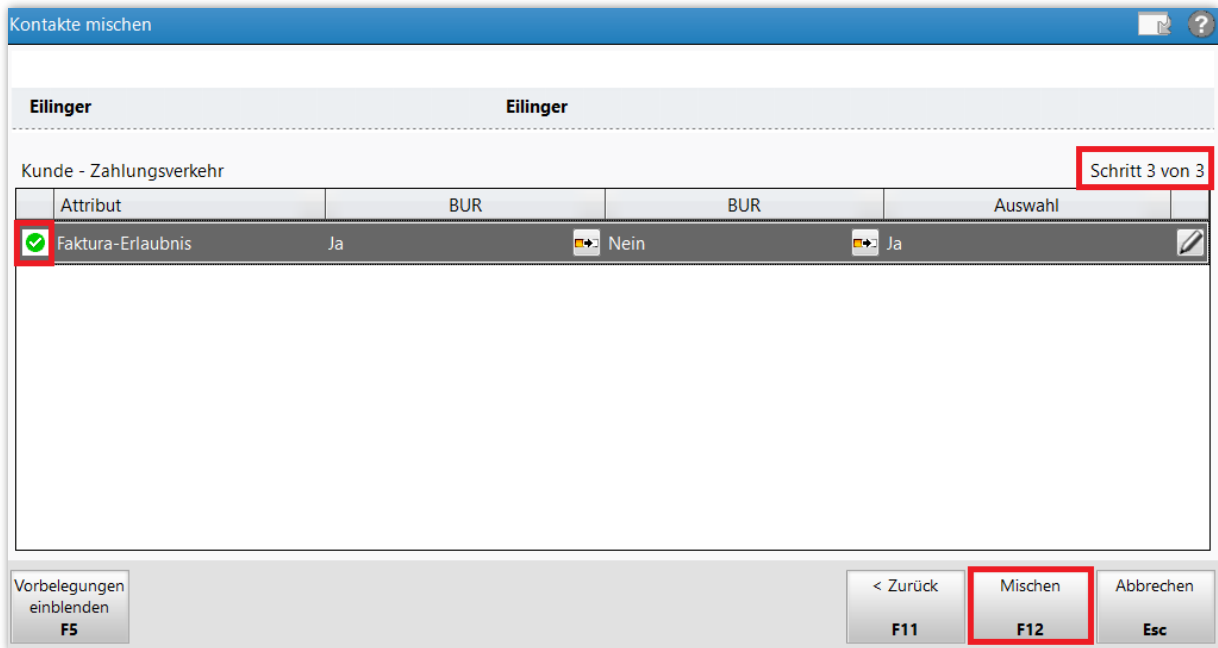 Kontakte mischen
?
Eilinger Eilinger
Kunde - Zahlungsverkehr Schritt 3 von 3
Attribut BUR BUR Auswahl
Faktura-Erlaubnis Ja Nein Ja
Vorbelegungen
einblenden
F5
< Zurück
F11
Mischen
F12
Abbrechen
Esc